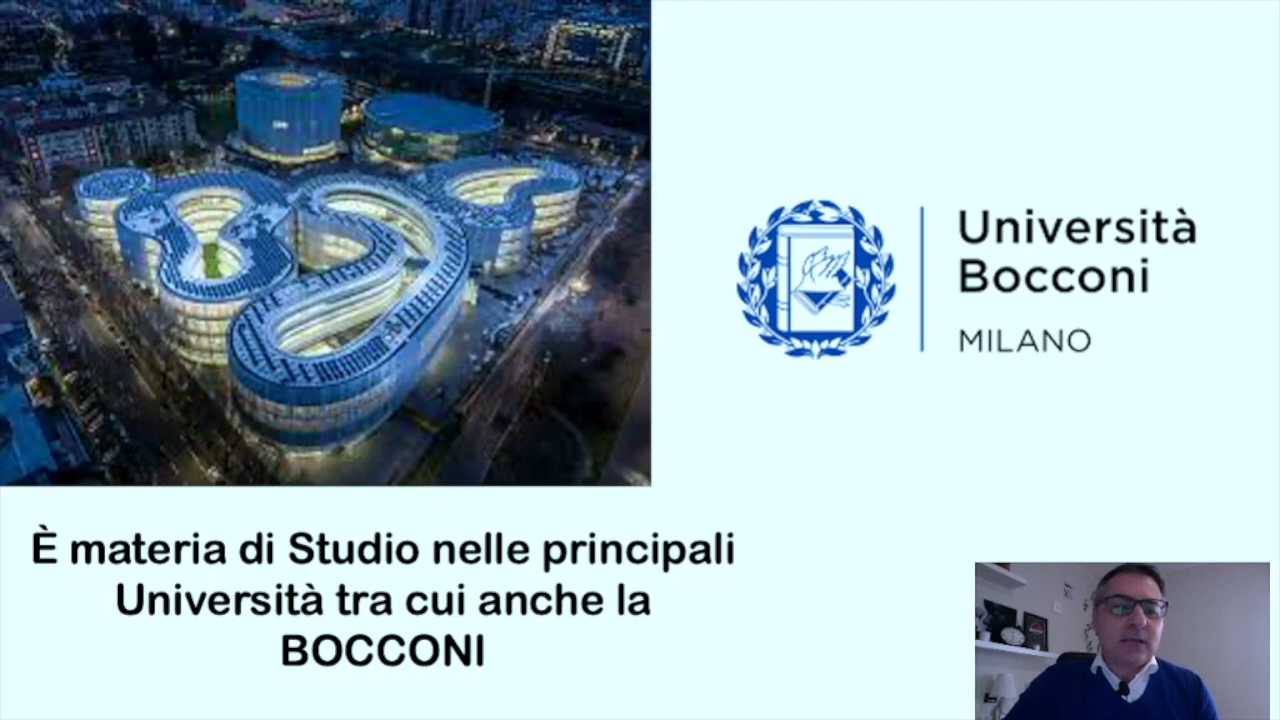 Università
Bocconi
MILANO
È materia di Studio nelle principali
Università tra cui anche la
BOCCONI